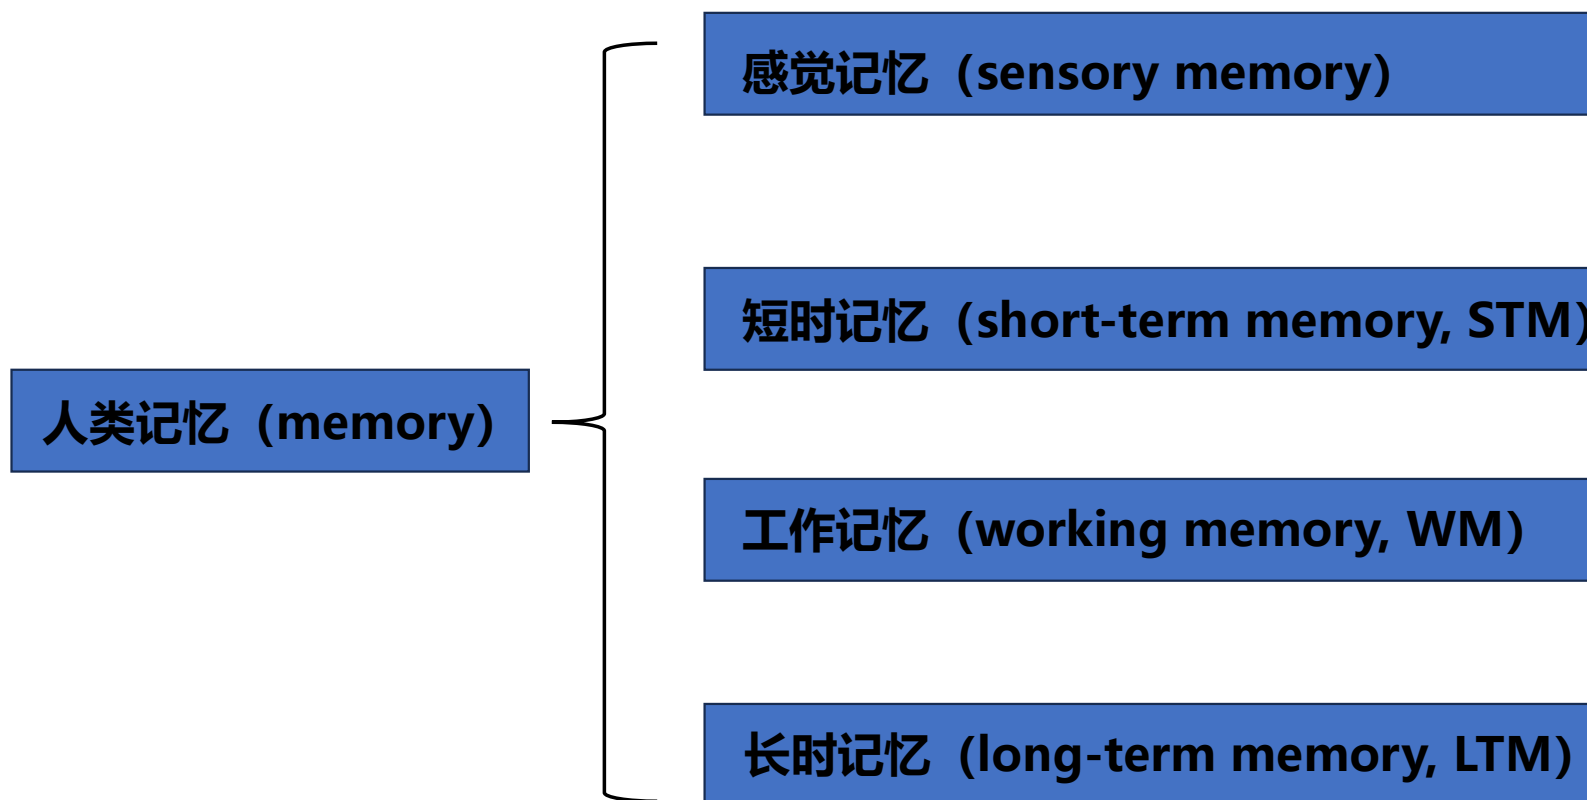 感觉记忆（sensory memory）
短时记忆（short-term memory, STM）
人类记忆（memory）
工作记忆（working memory, WM）
长时记忆（long-term memory, LTM）